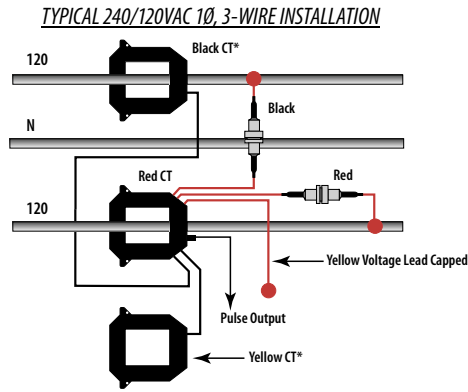 TYPICAL 240/120VAC 1Ø, 3-WIRE INSTALLATION
Black CT*
120
Black
N
Red CT
Red
120
Yellow Voltage Lead Capped
Pulse Output
Yellow CT*